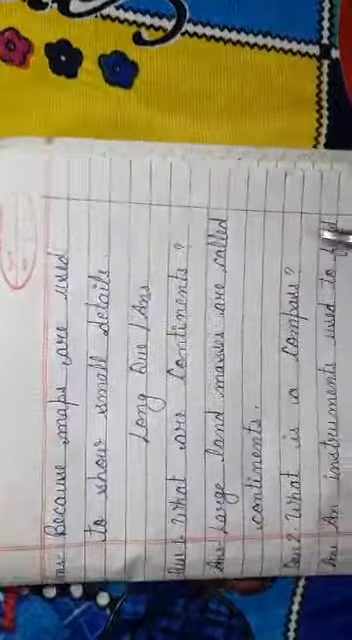 Ans- Because maps are used
to show small details.
Long Que / Ans
Que 1. What are Continents?
Ans- Large land masses are called
continents.
Que 2. What is a Compass?
Ans An instruments used to find